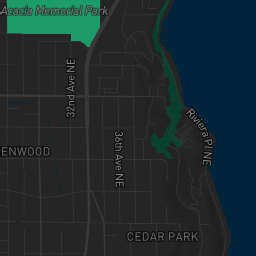 Acacia Memorial Park
32nd Ave NE
Riviera Pl NE
36th Ave NE
ENWOOD
CEDAR PARK